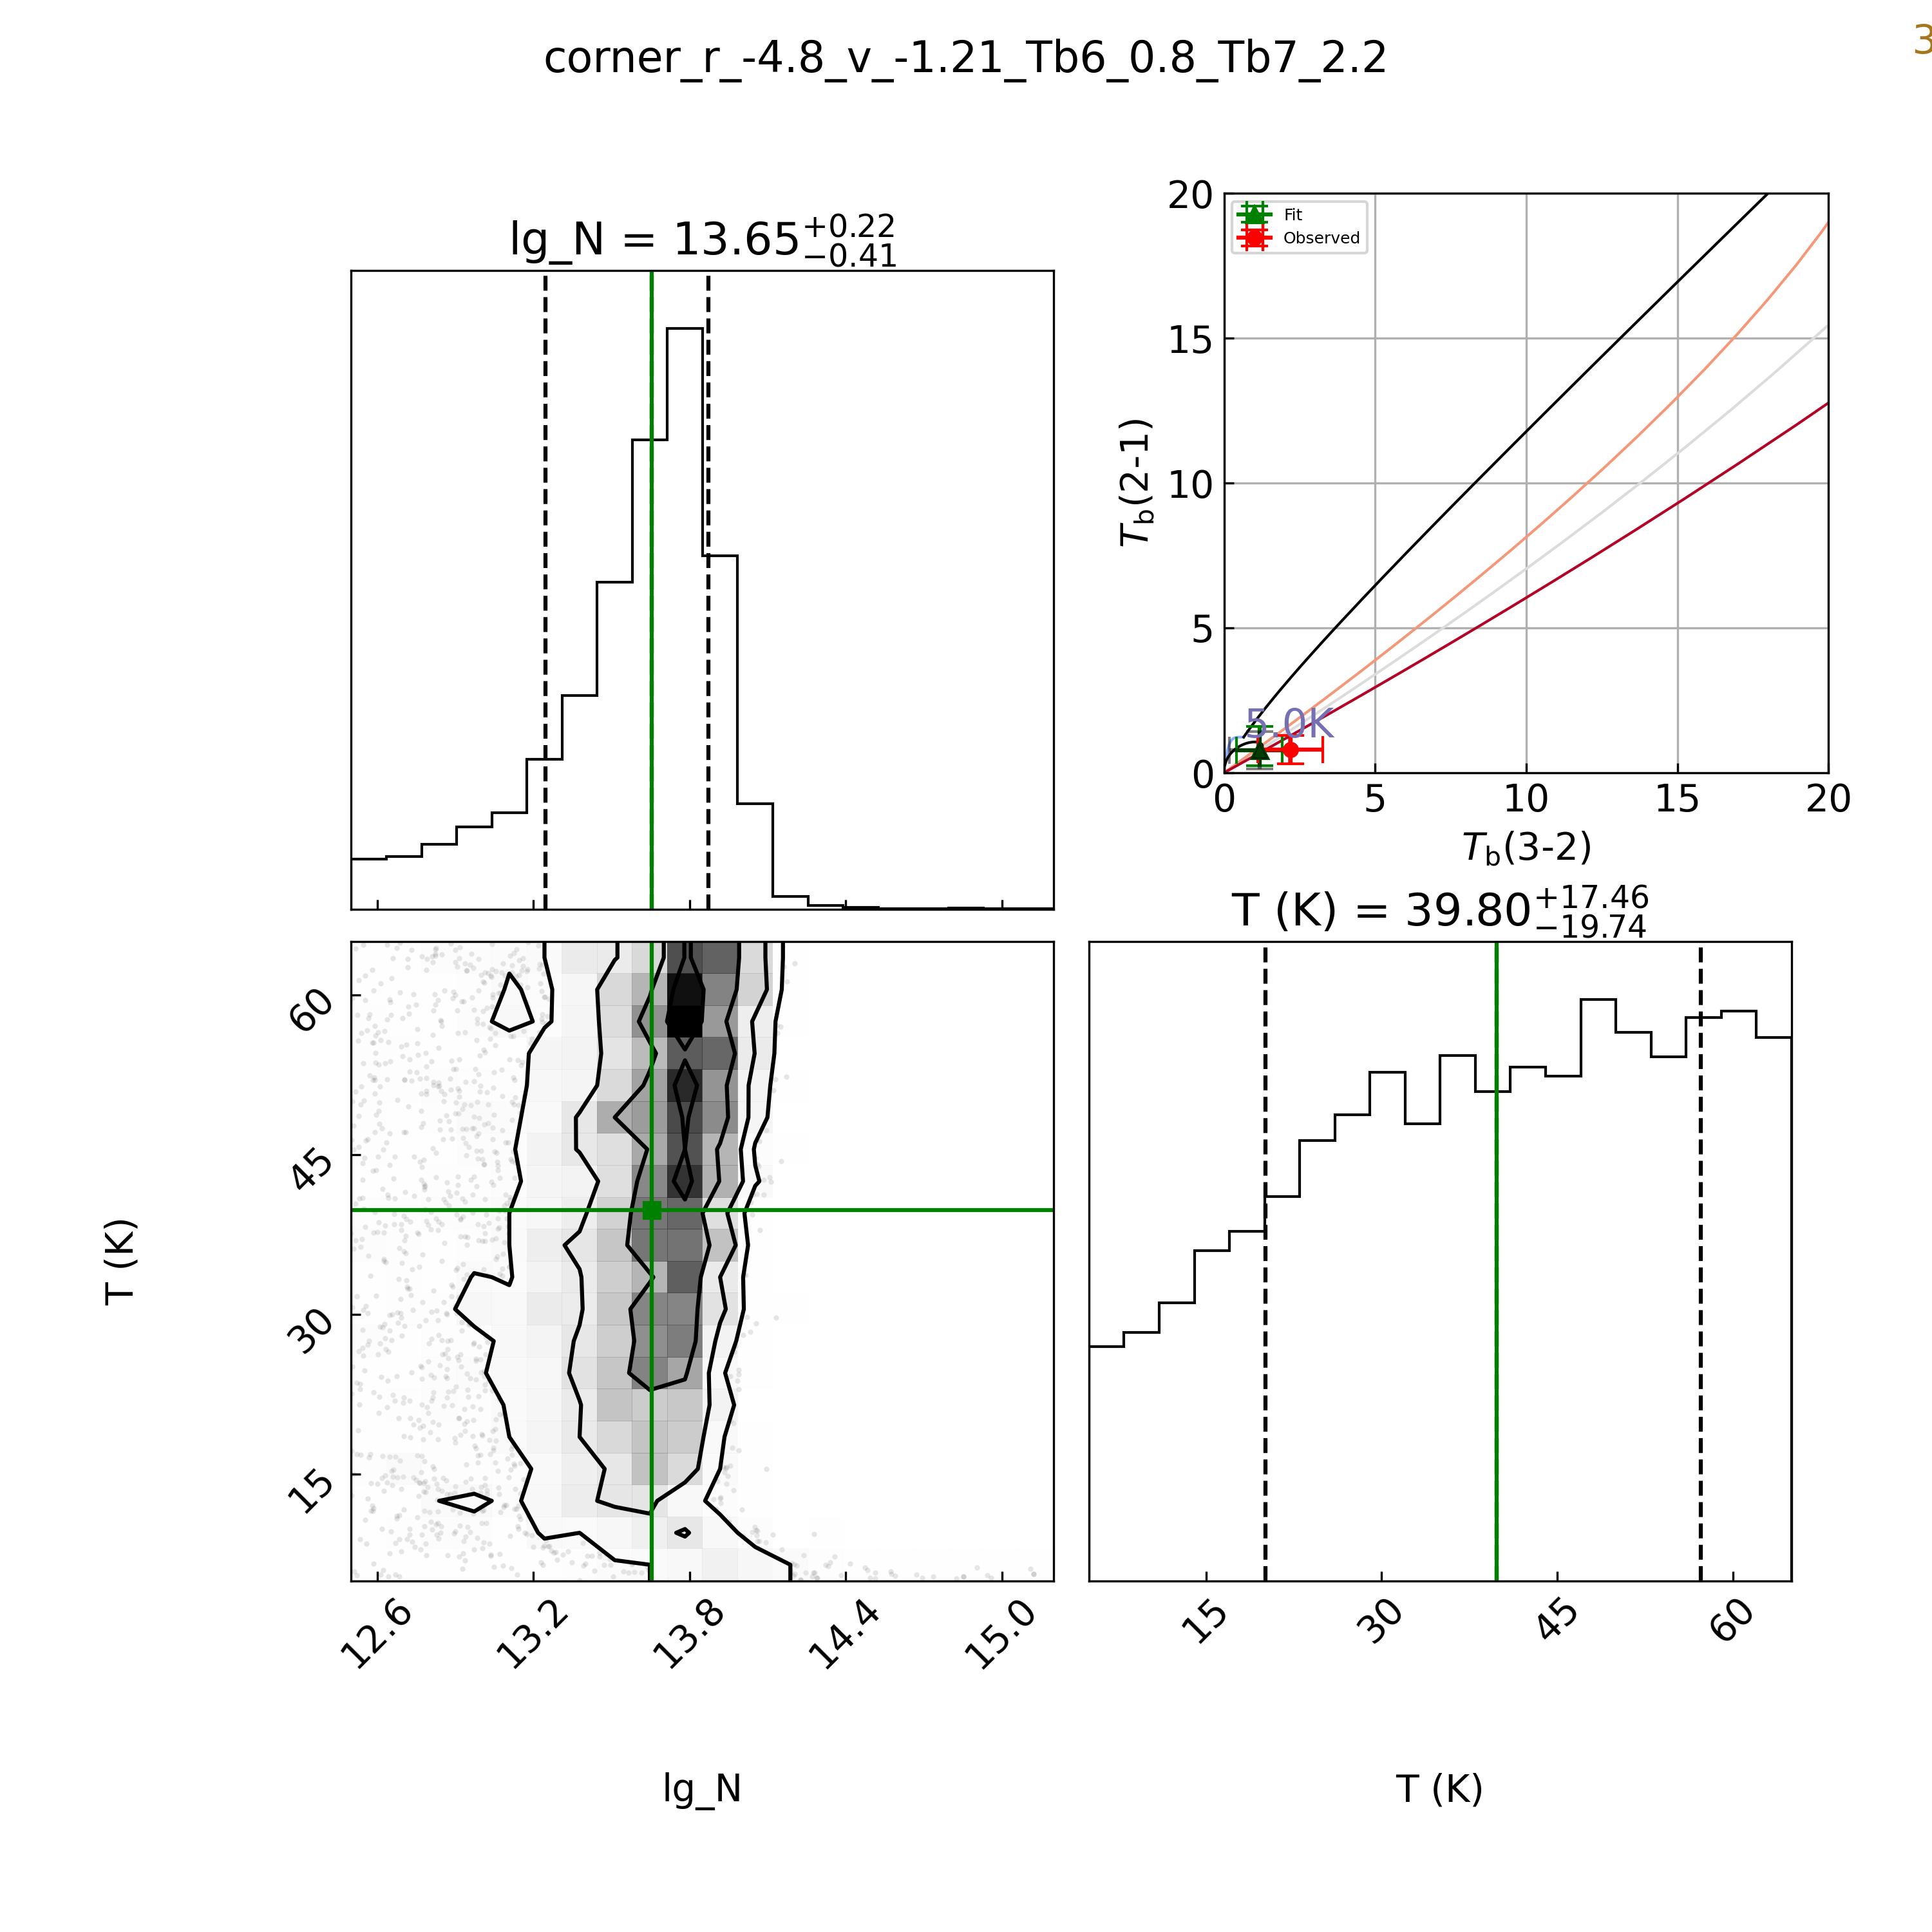 corner_r_-4.8_v_-1.21_Tb6_0.8_Tb7_2.2
3
lg_N = 13.65+0.22−0.41
20
15
10
5
0
Tb(2-1)
Fit
Observed
5.0K
0 5 10 15 20
Tb(3-2)
T (K) = 39.80+17.46−19.74
T (K)
60
45
30
15
12.6 13.2 13.8 14.4 15.0
lg_N
15 30 45 60
T (K)